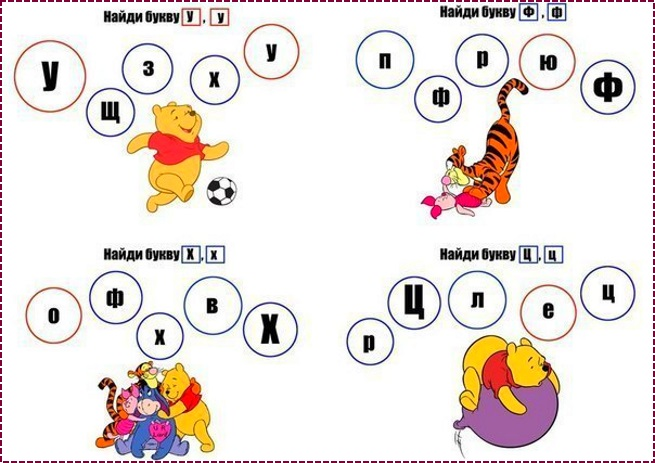 Найди букву У, у
У
щ
з
х
у
Найди букву Ф, ф
п
ф
р
ю
Ф
Найди букву Х, х
о
ф
х
в
Х
Найди букву Ц, ц
р
Ц
л
е
ц